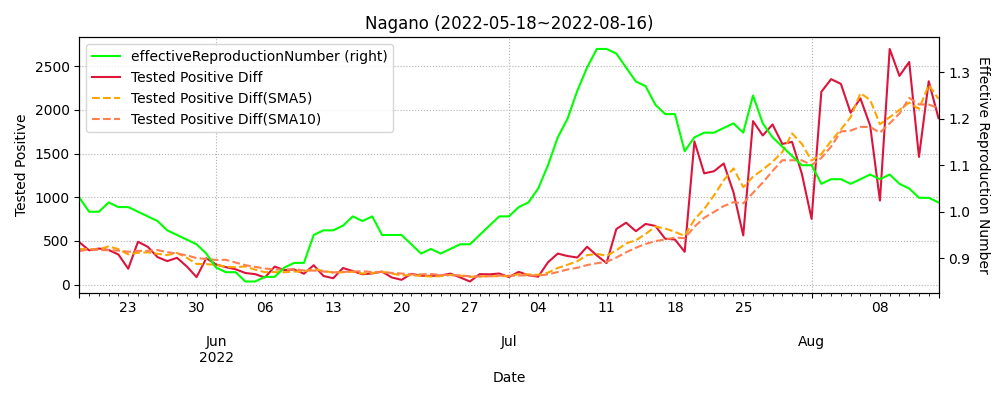 Nagano (2022-05-18~2022-08-16)
effectiveReproductionNumber (right)
Tested Positive Diff
Tested Positive Diff(SMA5)
Tested Positive Diff(SMA10)
Tested Positive
2500
2000
1500
1000
500
0
Effective Reproduction Number
1.3
1.2
1.1
1.0
0.9
23 30 06 13 20 27 04 11 18 25 08
Jun Jul Aug
2022
Date